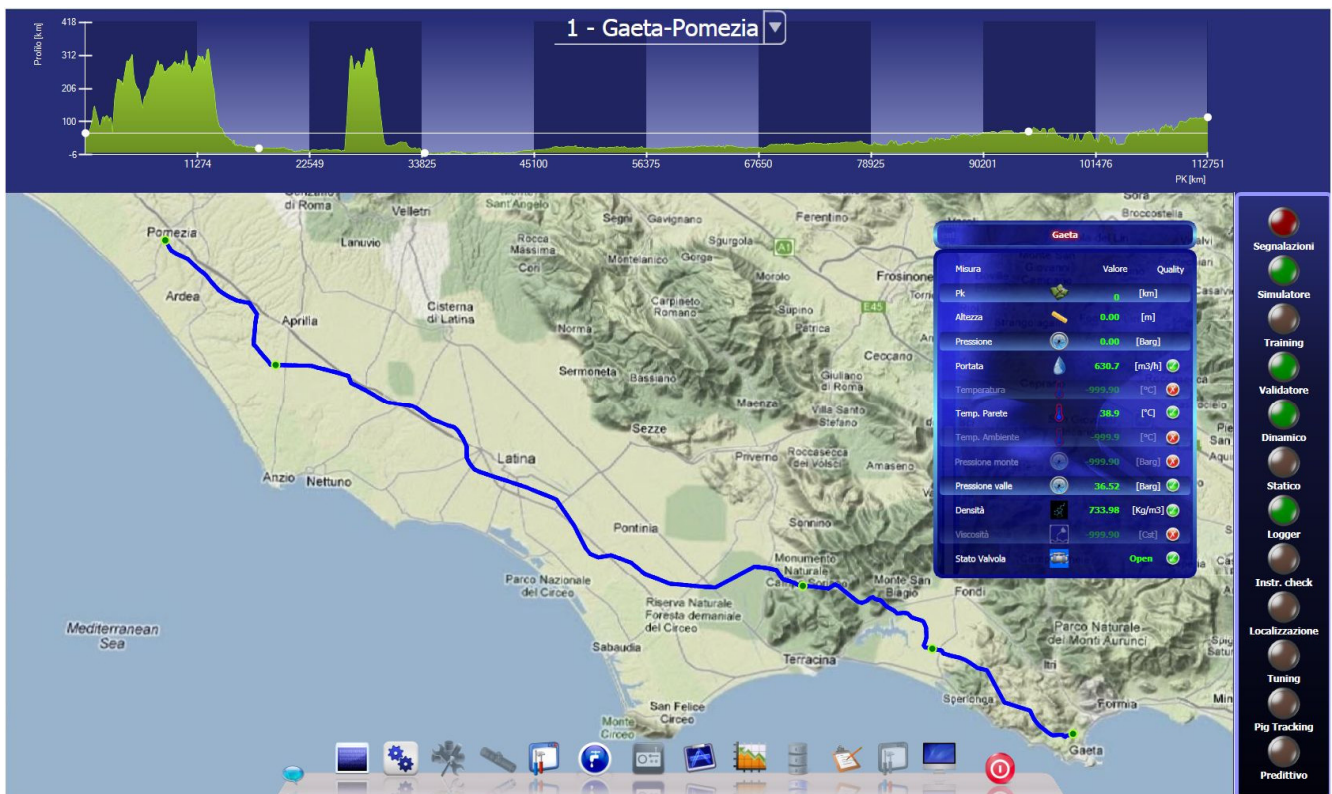 1 - Gaeta-Pomezia
Profilo [km]
418
312
206
100
-6
11274
22549
33825
45100
56375
67650
78925
90201
101476
112751
PK [km]
di Roma
Velletri
Sant'Angelo
Segni
Gavignano
Ferentino
Sora
Broccostella
Pomezia
Lanuvio
Rocca
Massima
Cori
Montelanico
Gorga
Sgurgola
A1
Morolo
Frosinone
Ardea
Aprilia
Cisterna
di Latina
Carpineto
Romano
Supino
E45
Norma
Patrica
Ceccano
Sermoneta
Bassiano
Giuliano
di Roma
Maenza
Villa Santo
Stefano
Sezze
Latina
Priverno
Roccasecca
dei Volsci
Amaseno
Anzio
Nettuno
Pontinia
Sonnino
Monumento
Naturale
Monte San
Biagio
Fondi
Parco Nazionale
del Circeo
Riserva Naturale
Foresta demaniale
del Circeo
Parco Naturale
dei Monti Aurunci
Mediterranean
Sea
Sabaudia
Terracina
Itri
Sperlonga
Formia
San Felice
Circeo
Monte
Circeo
Gaeta
Gaeta
Misura Valore Quality
Pk 0 [km]
Altezza 0.00 [m]
Pressione 0.00 [Barg]
Portata 630.7 [m3/h]
Temperatura -999.90 [°C]
Temp. Parete 38.9 [°C]
Temp. Ambiente -999.9 [°C]
Pressione monte -999.90 [Barg]
Pressione valle 36.52 [Barg]
Densità 733.98 [Kg/m3]
Viscosità -999.90 [Cst]
Stato Valvola Open
Segnalazioni
Simulatore
Training
Validatore
Dinamico
Statico
Logger
Instr. check
Localizzazione
Tuning
Pig Tracking
Predittivo